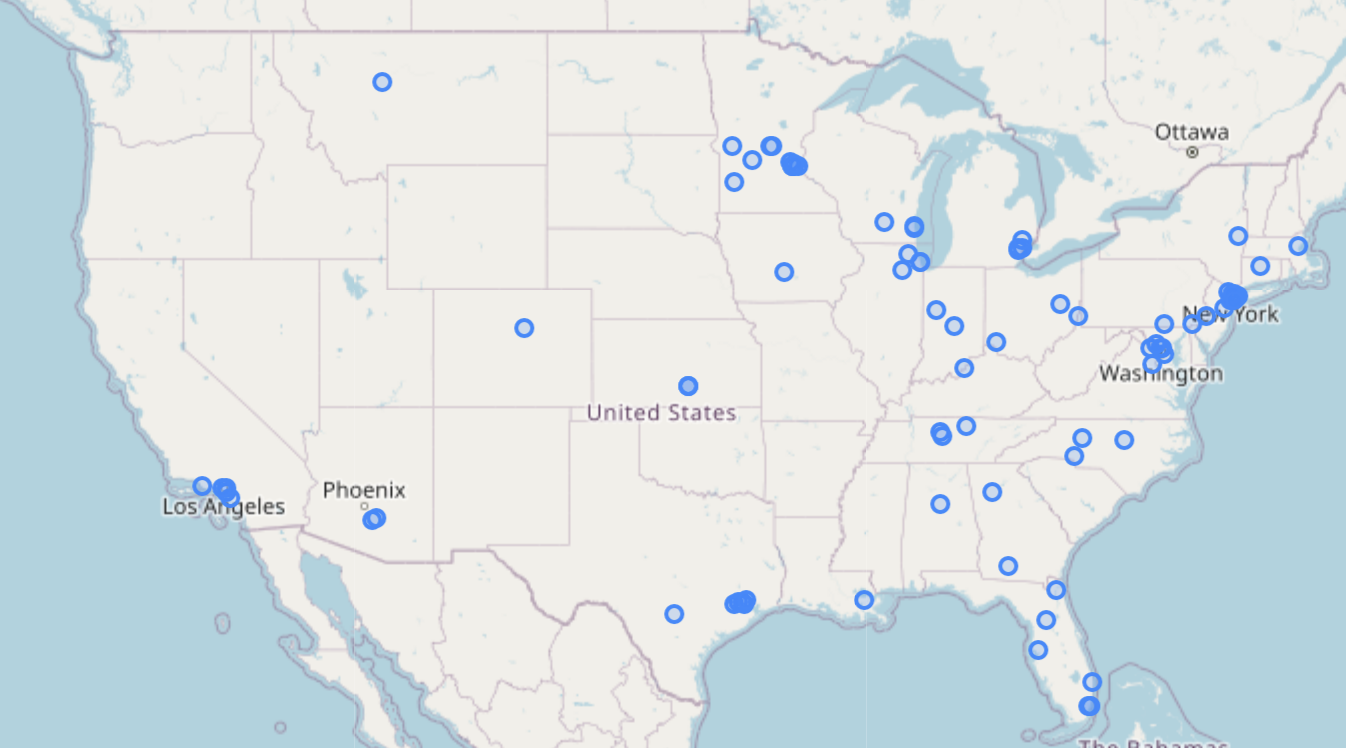 Ottawa
New York
Washington
United States
Phoenix
Los Angeles
The Bahamas